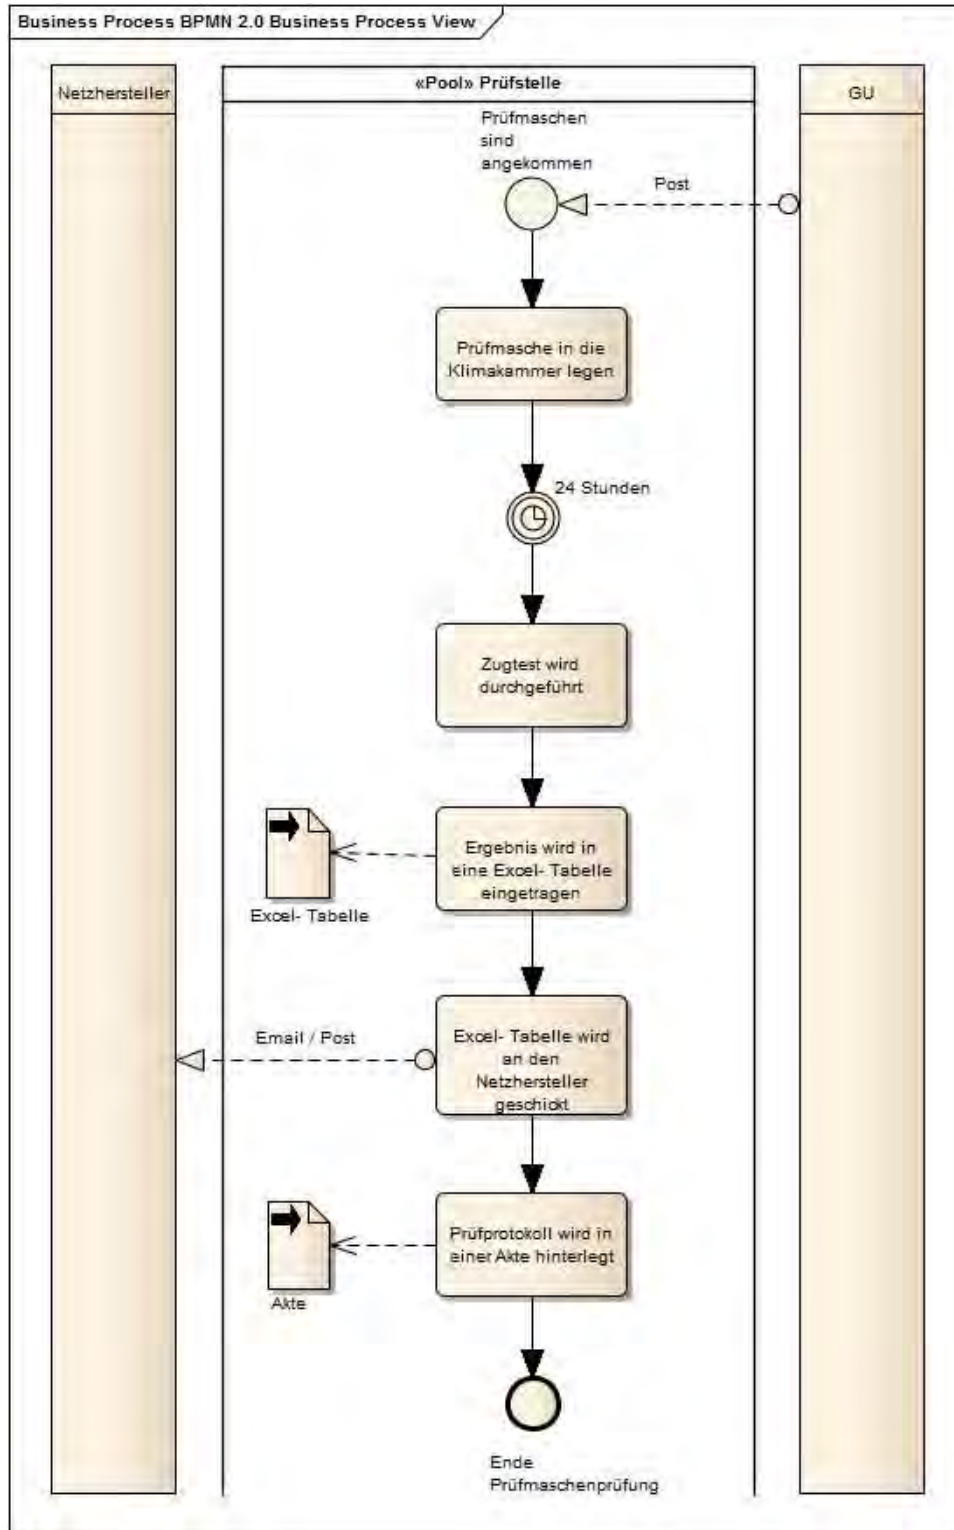 Business Process BPMN 2.0 Business Process View
Netzhersteller
«Pool» Prüfstelle
GU
Prüfmaschen
sind
angekommen
Post
Prüfmasche in die
Klimakammer legen
24 Stunden
Zugtest wird
durchgeführt
Ergebnis wird in
eine Excel- Tabelle
eingetragen
Excel- Tabelle
Excel- Tabelle wird
an den
Netzhersteller
geschickt
Email / Post
Prüfprotokoll wird in
einer Akte hinterlegt
Akte
Ende
Prüfmaschenprüfung